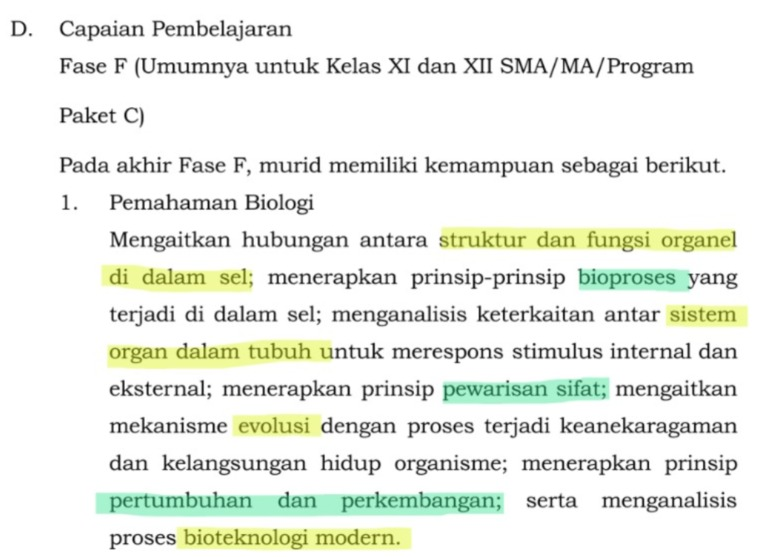 D. Capaian Pembelajaran
Fase F (Umumnya untuk Kelas XI dan XII SMA/MA/Program
Paket C)
Pada akhir Fase F, murid memiliki kemampuan sebagai berikut.
1. Pemahaman Biologi
Mengaitkan hubungan antara struktur dan fungsi organel
di dalam sel; menerapkan prinsip-prinsip bioproses yang
terjadi di dalam sel; menganalisis keterkaitan antar sistem
organ dalam tubuh untuk merespons stimulus internal dan
eksternal; menerapkan prinsip pewarisan sifat; mengaitkan
mekanisme evolusi dengan proses terjadi keanekaragaman
dan kelangsungan hidup organisme; menerapkan prinsip
pertumbuhan dan perkembangan; serta menganalisis
proses bioteknologi modern.